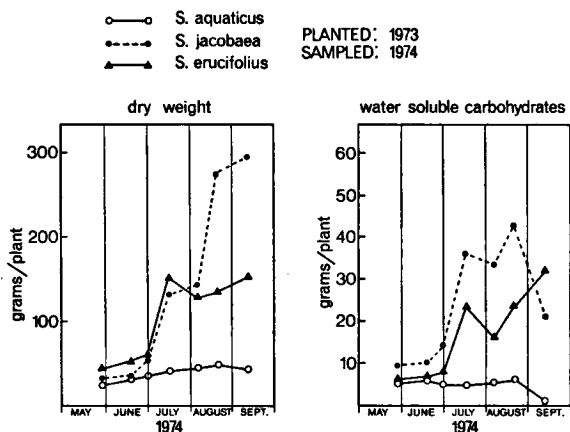 S. aquaticus
S. jacobaea
S. erucifolius
PLANTED: 1973
SAMPLED: 1974
dry weight
water soluble carbohydrates
grams/plant
300
200
100
MAY JUNE JULY AUGUST SEPT.
1974
grams/plant
60
50
40
30
20
10
MAY JUNE JULY AUGUST SEPT.
1974